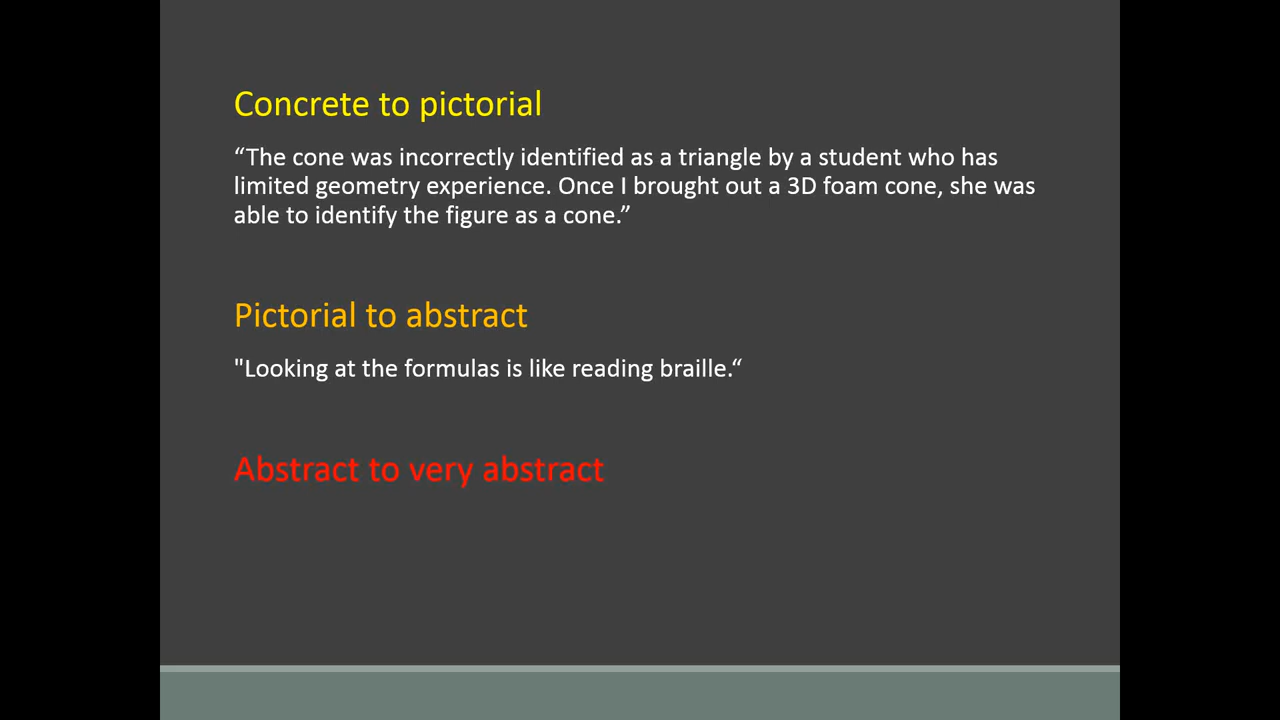 Concrete to pictorial
“The cone was incorrectly identified as a triangle by a student who has
limited geometry experience. Once I brought out a 3D foam cone, she was
able to identify the figure as a cone.”
Pictorial to abstract
"Looking at the formulas is like reading braille.“
Abstract to very abstract